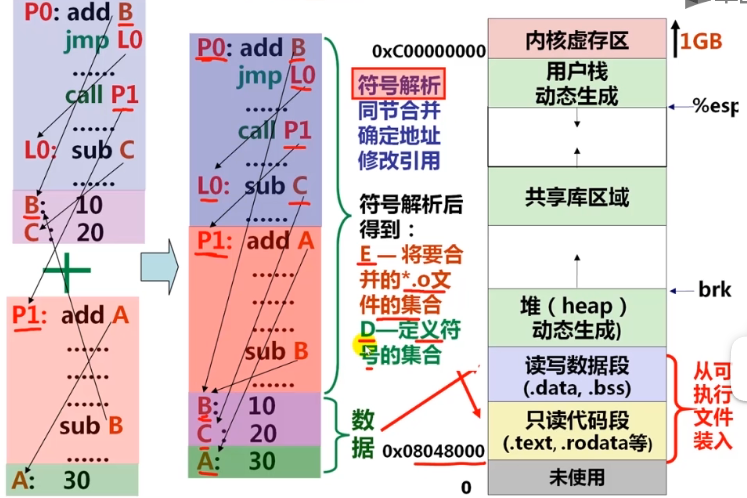 P0: add B
jmp L0
……
call P1
……
L0: sub C
……
B: 10
C: 20
+
P1: add A
……
……
……
sub B
……
A: 30
P0: add B
jmp L0
……
call P1
……
L0: sub C
……
P1: add A
……
……
……
sub B
……
B: 10
C: 20
A: 30
符号解析
同节合并
确定地址
修改引用
符号解析后
得到：
E — 将要合
并的*.o文
件的集合
D—定义符
号的集合
数
据
0xC00000000
内核虚存区
1GB
用户栈
动态生成
%esp
共享库区域
brk
堆（heap）
动态生成)
读写数据段
(.data, .bss)
只读代码段
(.text, .rodata等)
0x08048000
未使用
0
从可
执行
文件
装入